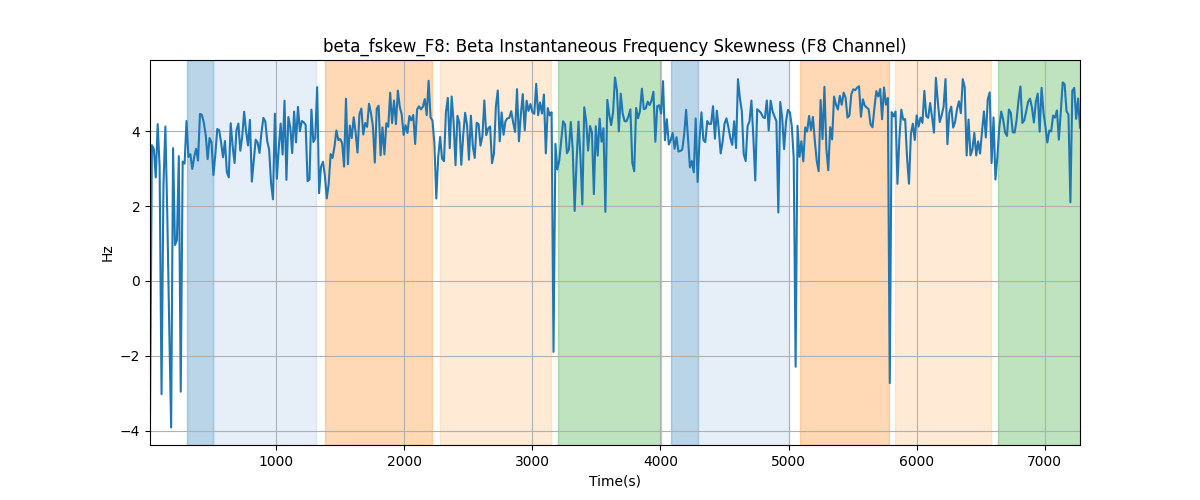 beta_fskew_F8: Beta Instantaneous Frequency Skewness (F8 Channel)
Hz
4
2
0
−2
−4
1000 2000 3000 4000 5000 6000 7000
Time(s)